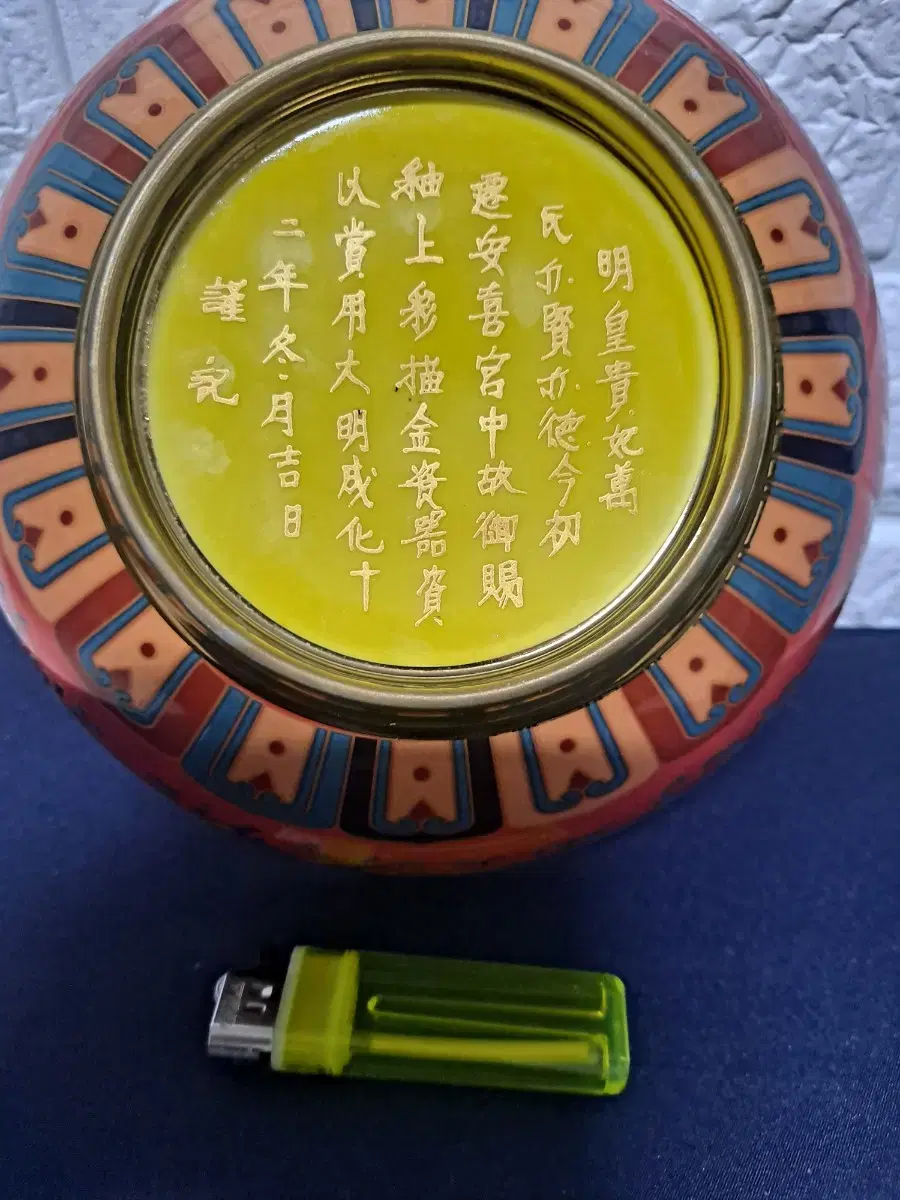 明皇貴妃萬
氏亦賢亦德今初
遷安喜宮中故御賜
釉上彩描金瓷器資
以賞用大明成化十
二年冬月吉日
謹記